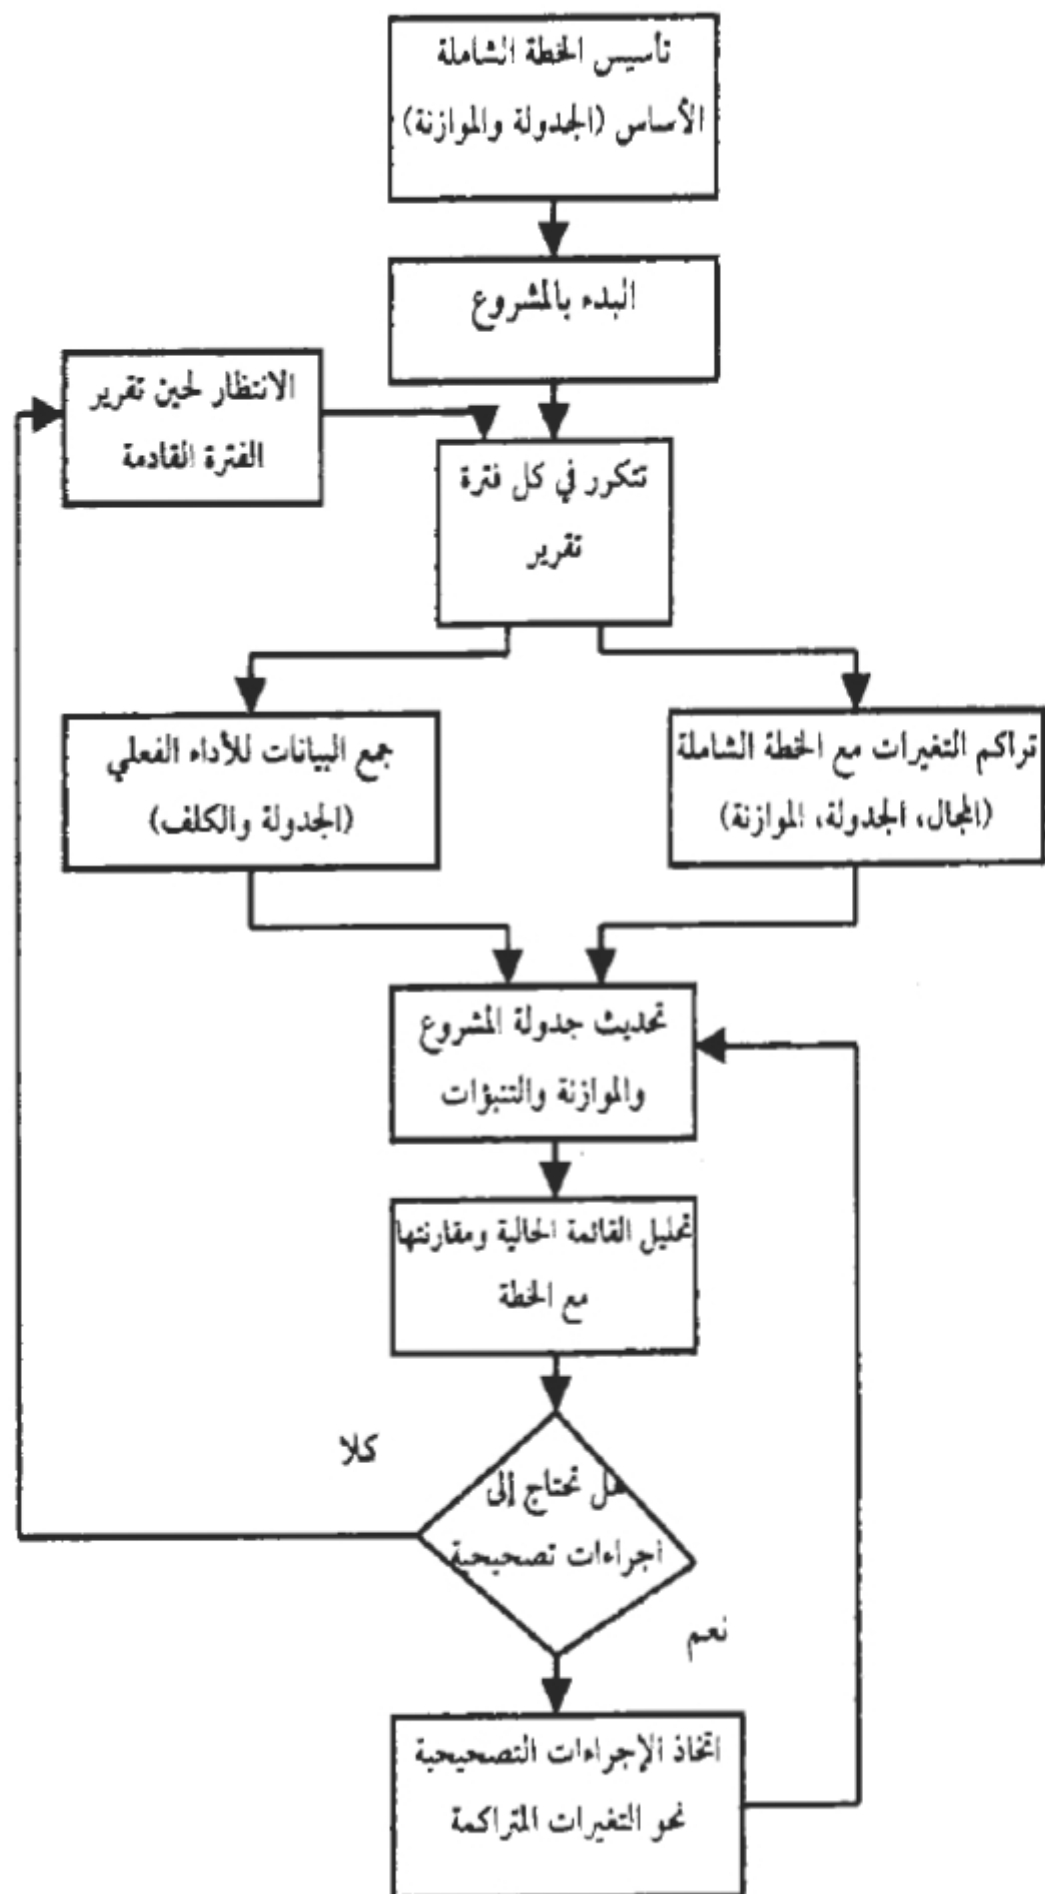 تأسيس الخطة الشاملة
الأساس (الجدولة والموازنة)
البدء بالمشروع
الانتظار لحين تقرير
الفترة القادمة
تتكرر في كل فترة
تقرير
تراكم التغيرات مع الخطة الشاملة
(المجال، الجدولة، الموازنة)
جمع البيانات للأداء الفعلي
(الجدولة والكلف)
تحديث جدولة المشروع
والموازنة والتنبؤات
تحليل القائمة الحالية ومقارنتها
مع الخطة
كلا
هل تحتاج إلى
اجراءات تصحيحية
نعم
اتخاذ الإجراءات التصحيحية
نحو التغيرات المتراكمة